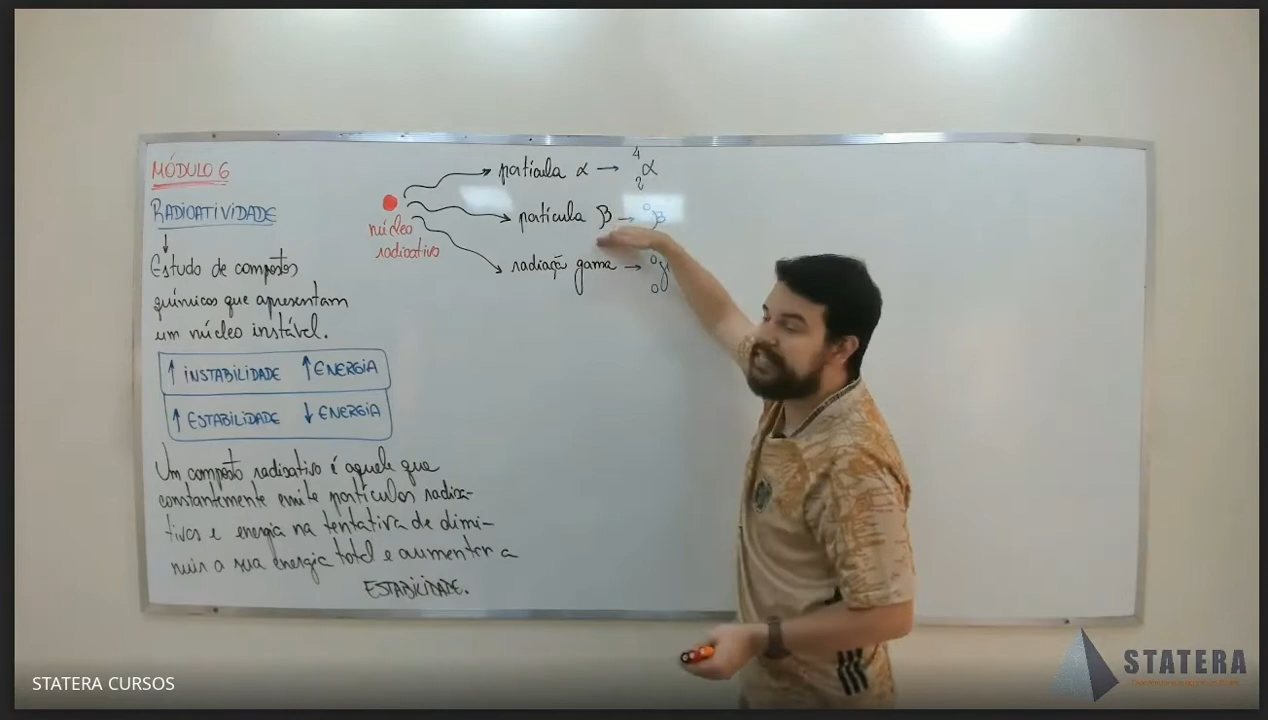 MÓDULO 6
RADIOATIVIDADE
↓
Estudo de compostos
químicos que apresentam
um núcleo instável.
↑ INSTABILIDADE ↑ ENERGIA
↑ ESTABILIDADE ↓ ENERGIA
Um composto radioativo é aquele que
constantemente emite partículas radioa-
tivas e energia na tentativa de dimi-
nuir a sua energia total e aumentar a
ESTABILIDADE.
núcleo
radioativo
partícula α → ⁴₂α
partícula β → ⁰β
radiação gama → ⁰₀γ
STATERA CURSOS
STATERA